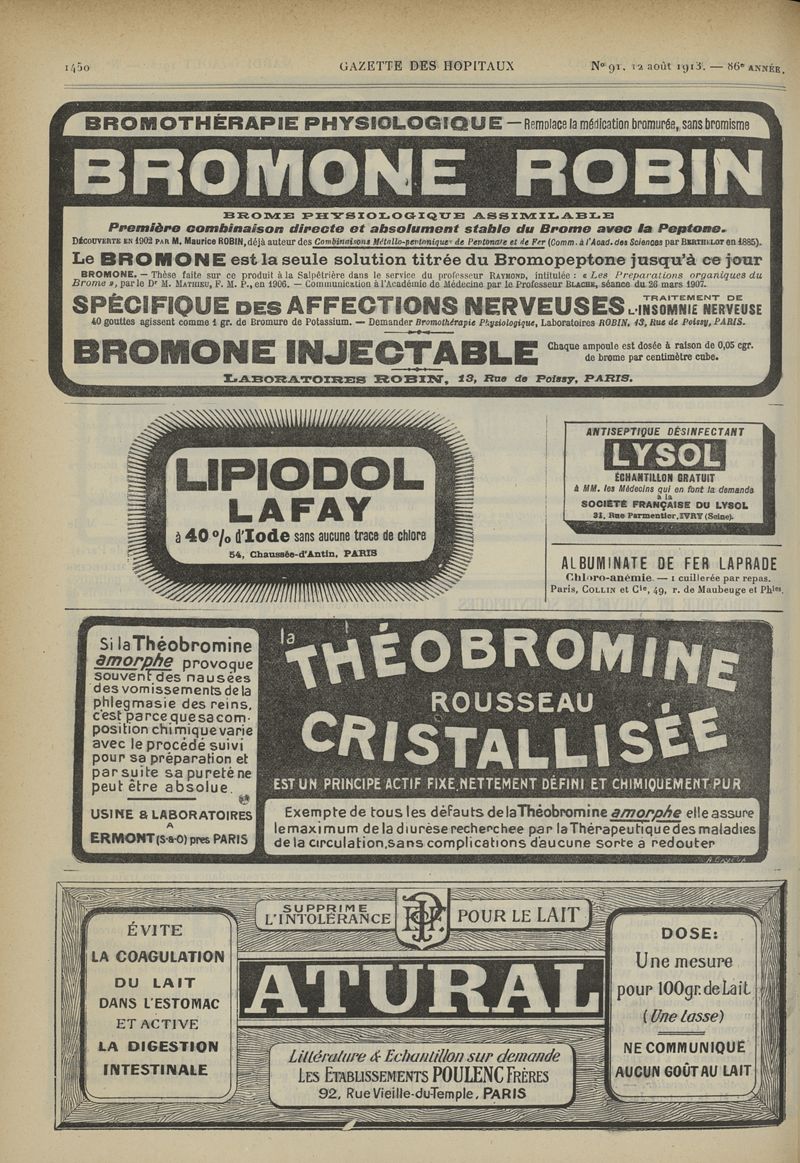 1450
GAZETTE DES HOPITAUX
N° 91. 12 août 1913. — 86e ANNÉE.
BROMOTHÉRAPIE PHYSIOLOGIQUE — Remplace la médication bromurée, sans bromisme
BROMONE ROBIN
BROME PHYSIOLOGIQUE ASSIMILABLE
Première combinaison directe et absolument stable du Brome avec la Peptone.
DÉCOUVERTE EN 1902 PAR M. Maurice ROBIN, déjà auteur des Combinaisons Métallo-peptonique de Peptonate et de Fer (Comm. à l'Acad. des Sciences par BERTHELOT en 1885).
Le BROMONE est la seule solution titrée du Bromopeptone jusqu'à ce jour
BROMONE. — Thèse faite sur ce produit à la Salpêtrière dans le service du professeur RAYMOND, intitulée : « Les Preparations organiques du
Brome », par le Dr M. MATHIEU, F. M. P., en 1906. — Communication à l'Académie de Médecine par le Professeur BLACHE, séance du 26 mars 1907.
SPÉCIFIQUE DES AFFECTIONS NERVEUSES
TRAITEMENT DE
L'INSOMNIE NERVEUSE
40 gouttes agissent comme 1 gr. de Bromure de Potassium. — Demander Bromothérapie Physiologique, Laboratoires ROBIN, 13, Rue de Poissy, PARIS.
BROMONE INJECTABLE
Chaque ampoule est dosée à raison de 0,05 cgr.
de brome par centimètre cube.
LABORATOIRES ROBIN, 13, Rue de Poissy, PARIS.
LIPIODOL
LAFAY
à 40 % d'Iode sans aucune trace de chlore
54, Chaussée-d'Antin, PARIS
ANTISEPTIQUE DÉSINFECTANT
LYSOL
ÉCHANTILLON GRATUIT
à MM. les Médecins qui en font la demande
à la
SOCIÉTÉ FRANÇAISE DU LYSOL
31, Rue Parmentier, IVRY (Seine).
ALBUMINATE DE FER LAPRADE
Chloro-anémie. — 1 cuillerée par repas.
Paris, COLLIN et Cie, 49, r. de Maubeuge et Phies.
Si la Théobromine
amorphe provoque
souvent des nausées
des vomissements de la
phlegmasie des reins,
c'est parce que sa com-
position chimique varie
avec le procédé suivi
pour sa préparation et
par suite sa pureté ne
peut être absolue.
USINE & LABORATOIRES
A
ERMONT (S-&-O) près PARIS
la THÉOBROMINE
ROUSSEAU
CRISTALLISÉE
EST UN PRINCIPE ACTIF FIXE, NETTEMENT DÉFINI ET CHIMIQUEMENT PUR
Exempte de tous les défauts de la Théobromine amorphe elle assure
le maximum de la diurèse recherchee par la Thérapeutique des maladies
de la circulation, sans complications d'aucune sorte a redouter
SUPPRIME
L'INTOLÉRANCE
PF
POUR LE LAIT
ÉVITE
LA COAGULATION
DU LAIT
DANS L'ESTOMAC
ET ACTIVE
LA DIGESTION
INTESTINALE
ATURAL
Littérature & Echantillon sur demande
LES ETABLISSEMENTS POULENC FRÈRES
92, Rue Vieille-du-Temple, PARIS
DOSE:
Une mesure
pour 100 gr. de Lait
(Une tasse)
NE COMMUNIQUE
AUCUN GOÛT AU LAIT